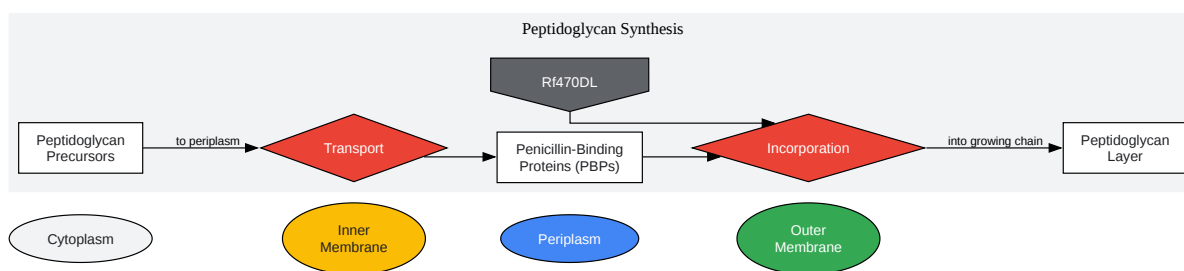 Peptidoglycan Synthesis
Rf470DL
Peptidoglycan
Precursors
to periplasm
Transport
Penicillin-Binding
Proteins (PBPs)
Incorporation
into growing chain
Peptidoglycan
Layer
Cytoplasm
Inner
Membrane
Periplasm
Outer
Membrane